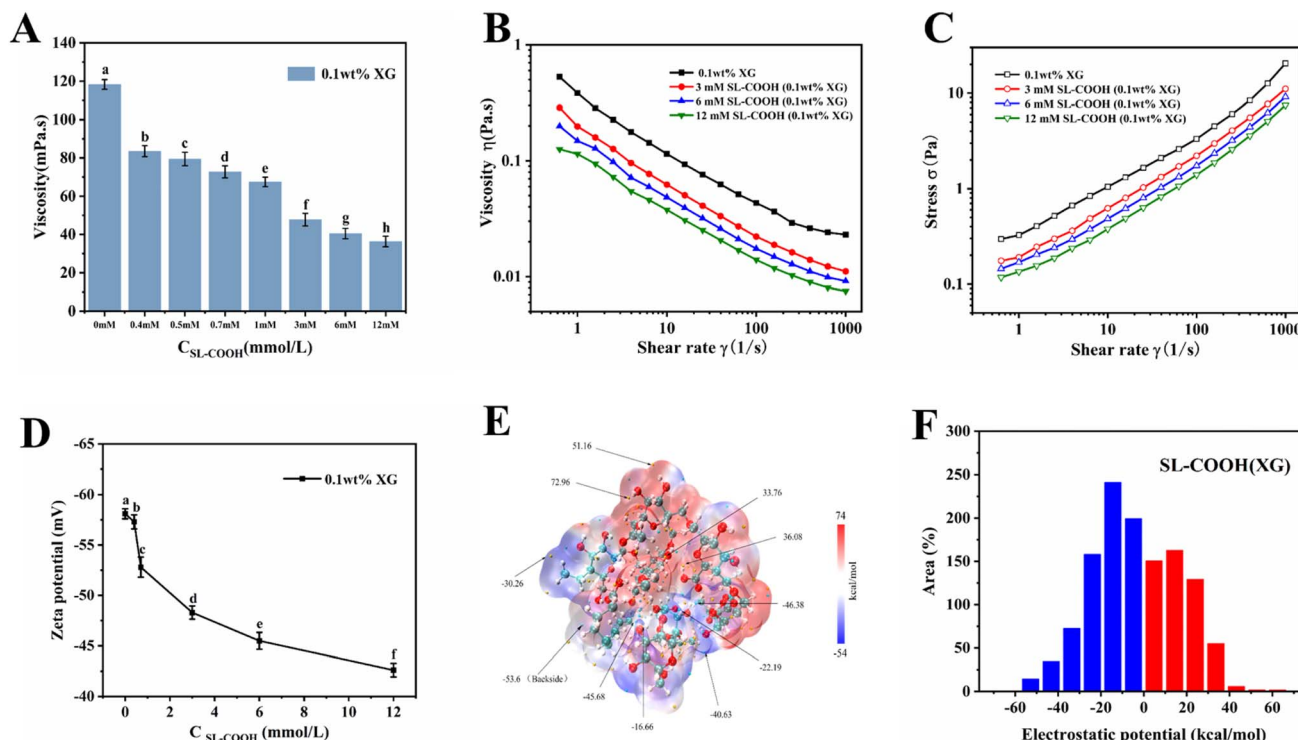 A
140
120
100
80
60
40
20
0
Viscosity(mPa.s)
0.1wt% XG
a
b
c
d
e
f
g
h
0mM
0.4mM
0.5mM
0.7mM
1mM
3mM
6mM
12mM
C SL-COOH(mmol/L)
B
1
0.1
0.01
Viscosity η(Pa.s)
0.1wt% XG
3 mM SL-COOH (0.1wt% XG)
6 mM SL-COOH (0.1wt% XG)
12 mM SL-COOH (0.1wt% XG)
1
10
100
1000
Shear rate γ(1/s)
C
10
1
0.1
Stress σ(Pa)
0.1wt% XG
3 mM SL-COOH (0.1wt% XG)
6 mM SL-COOH (0.1wt% XG)
12 mM SL-COOH (0.1wt% XG)
1
10
100
1000
Shear rate γ(1/s)
D
-65
-60
-55
-50
-45
-40
Zeta potential (mV)
0.1wt% XG
a
b
c
d
e
f
0
2
4
6
8
10
12
C SL-COOH (mmol/L)
E
51.16
72.96
33.76
36.08
-30.26
-46.38
-22.19
-53.6（Backside）
-45.68
-40.63
-16.66
74
kcal/mol
-54
F
SL-COOH(XG)
300
250
200
150
100
50
0
Area (%)
-60
-40
-20
0
20
40
60
Electrostatic potential (kcal/mol)